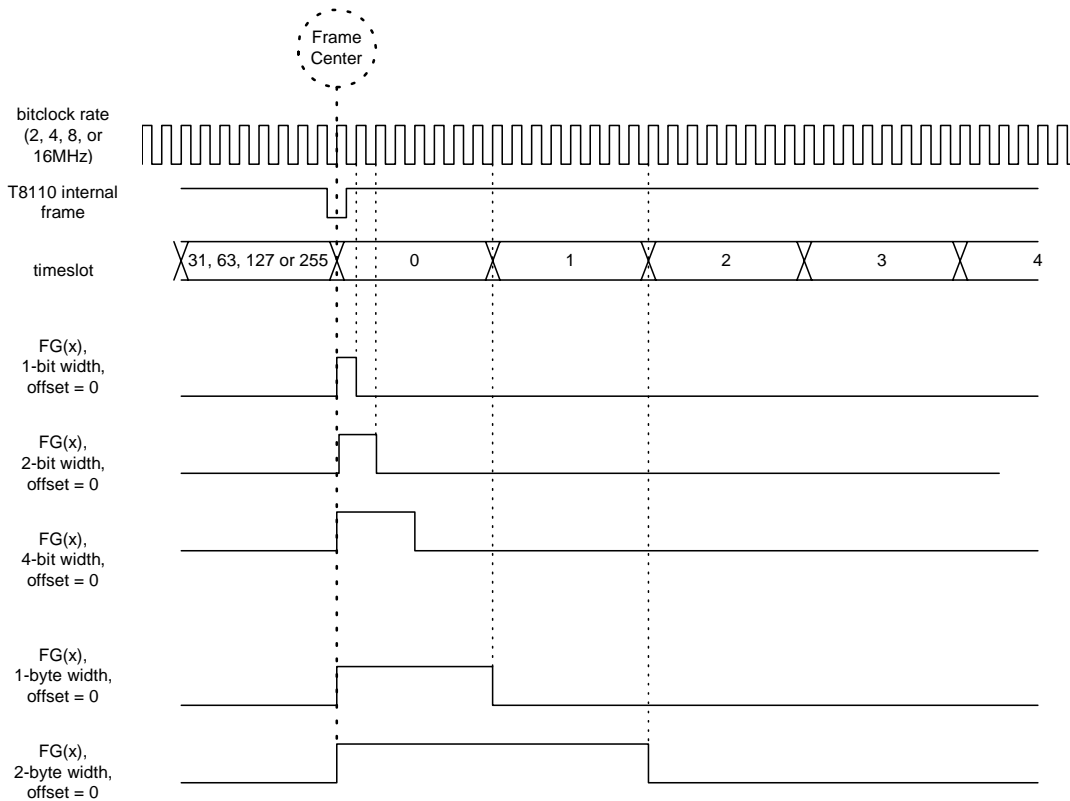 Frame
Center
bitclock rate
(2, 4, 8, or
16MHz)
T8110 internal
frame
timeslot
31, 63, 127 or 255
0
1
2
3
4
FG(x),
1-bit width,
offset = 0
FG(x),
2-bit width,
offset = 0
FG(x),
4-bit width,
offset = 0
FG(x),
1-byte width,
offset = 0
FG(x),
2-byte width,
offset = 0